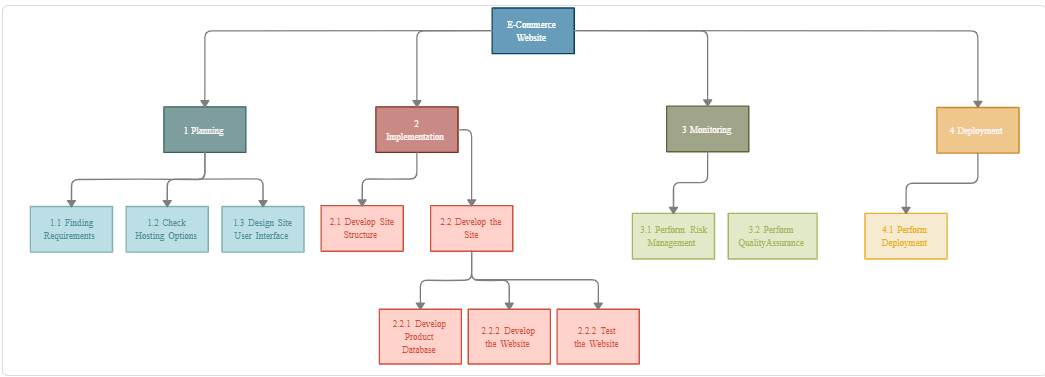 E-Commerce
Website
1 Planning
2
Implementation
3 Monitoring
4 Deployment
1.1 Finding
Requirements
1.2 Check
Hosting Options
1.3 Design Site
User Interface
2.1 Develop Site
Structure
2.2 Develop the
Site
3.1 Perform Risk
Management
3.2 Perform
QualityAssurance
4.1 Perform
Deployment
2.2.1 Develop
Product
Database
2.2.2 Develop
the Website
2.2.2 Test
the Website